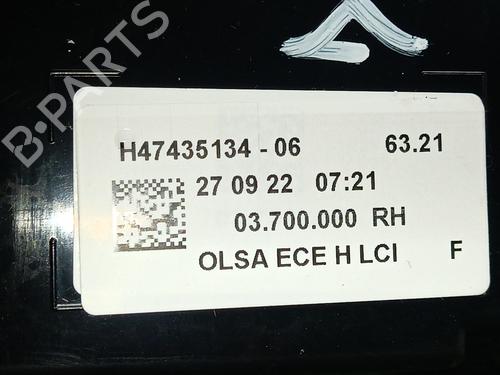 B-PARTS
H47435134 - 06 63.21
27 09 22 07:21
03.700.000 RH
OLSA ECE H LCI F